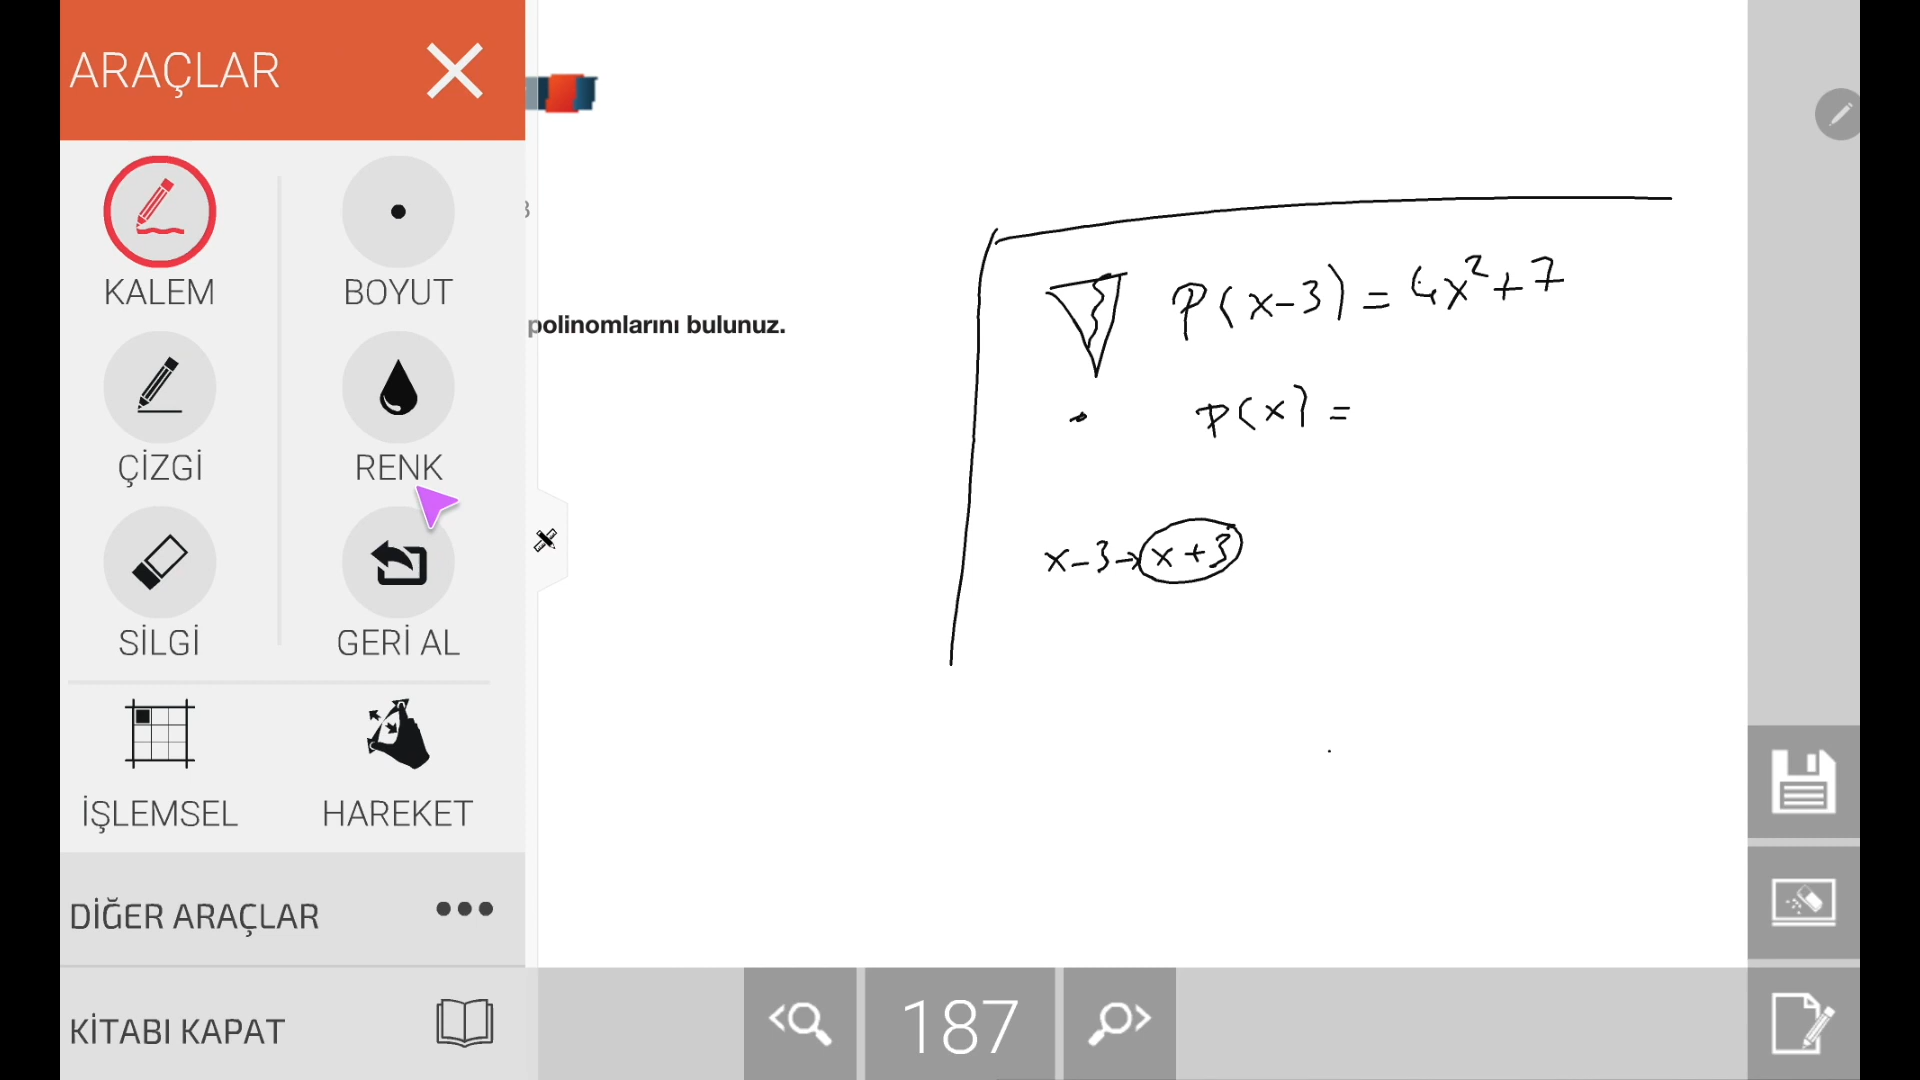 ARAÇLAR
KALEM
BOYUT
ÇİZGİ
RENK
SİLGİ
GERİ AL
İŞLEMSEL
HAREKET
DİĞER ARAÇLAR
KİTABI KAPAT
polinomlarını bulunuz.
P(x-3) = 4x²+7
P(x) =
x-3→x+3
187